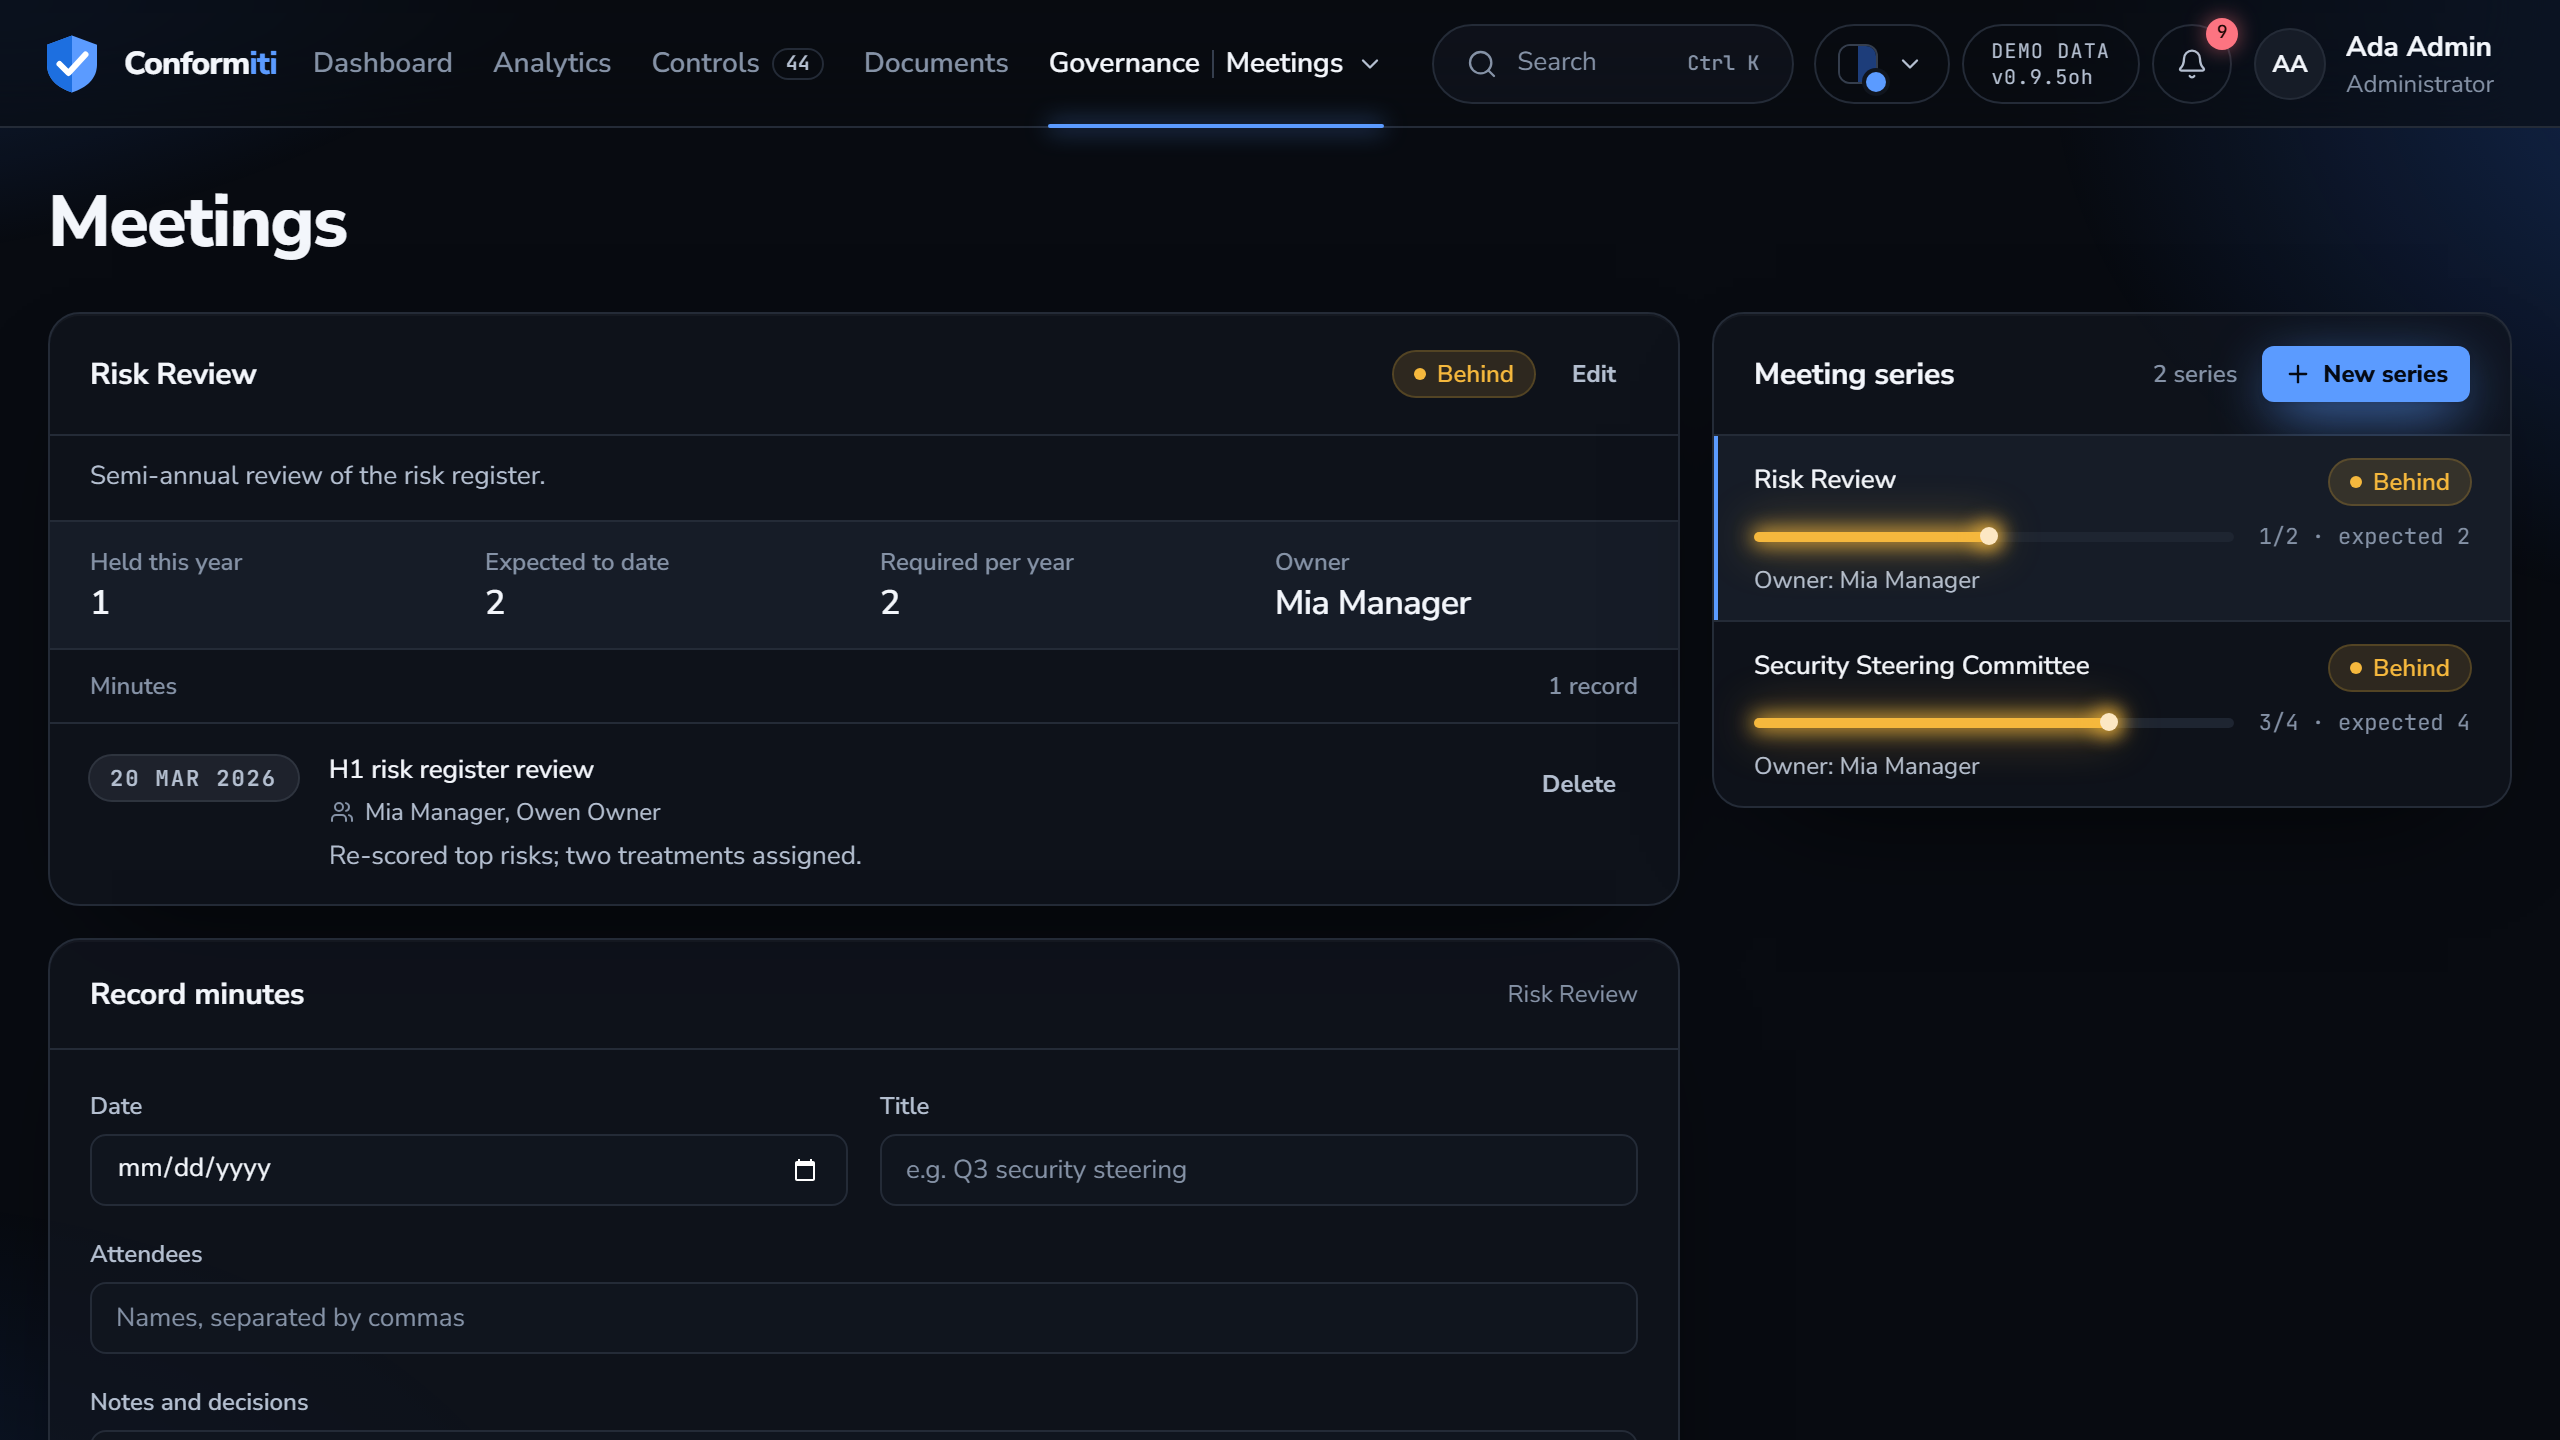 Conformiti
Dashboard
Analytics
Controls 44
Documents
Governance | Meetings
Search Ctrl K
DEMO DATA
v0.9.5oh
9
AA
Ada Admin
Administrator
Meetings
Risk Review
Behind
Edit
Semi-annual review of the risk register.
Held this year
1
Expected to date
2
Required per year
2
Owner
Mia Manager
Minutes
1 record
20 MAR 2026
H1 risk register review
Mia Manager, Owen Owner
Re-scored top risks; two treatments assigned.
Delete
Meeting series
2 series
+ New series
Risk Review
Behind
1/2 · expected 2
Owner: Mia Manager
Security Steering Committee
Behind
3/4 · expected 4
Owner: Mia Manager
Record minutes
Risk Review
Date
mm/dd/yyyy
Title
e.g. Q3 security steering
Attendees
Names, separated by commas
Notes and decisions